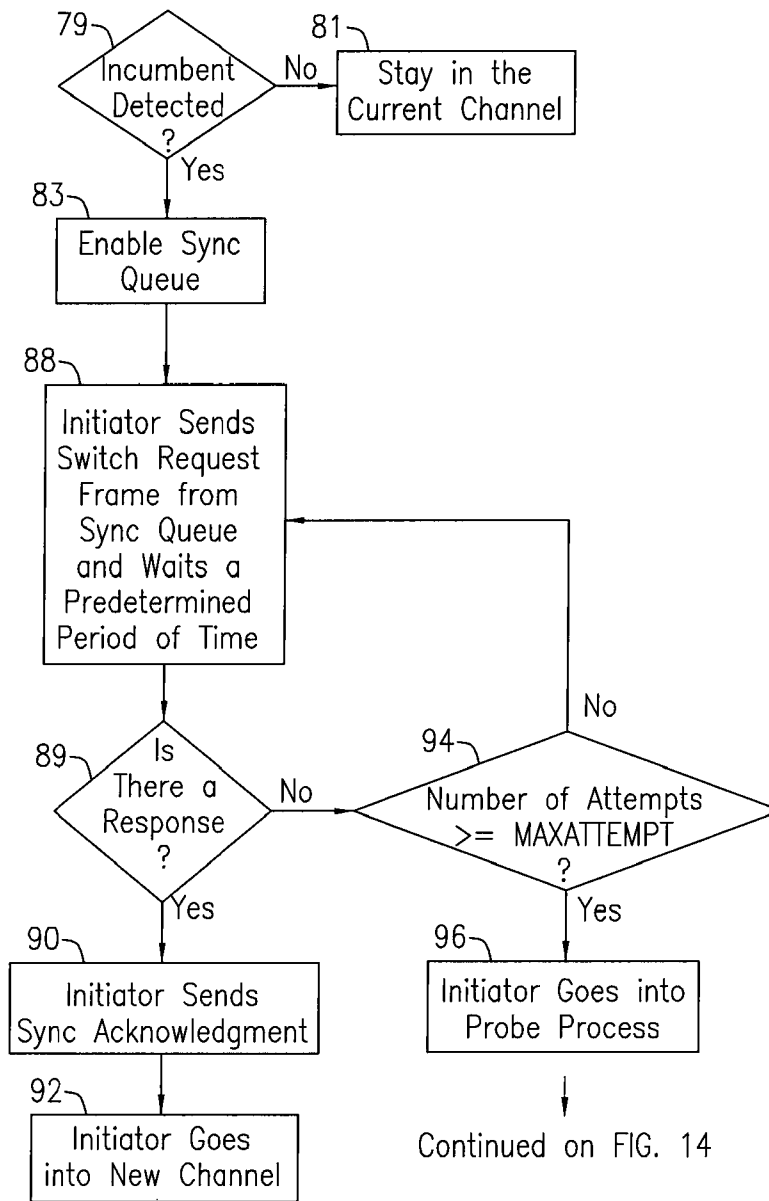 79
Incumbent
Detected
?
No
81
Stay in the
Current Channel
Yes
83
Enable Sync
Queue
88
Initiator Sends
Switch Request
Frame from
Sync Queue
and Waits a
Predetermined
Period of Time
89
Is
There a
Response
?
No
94
Number of Attempts
>= MAXATTEMPT
?
No
Yes
90
Initiator Sends
Sync Acknowledgment
Yes
96
Initiator Goes into
Probe Process
92
Initiator Goes
into New Channel
Continued on FIG. 14